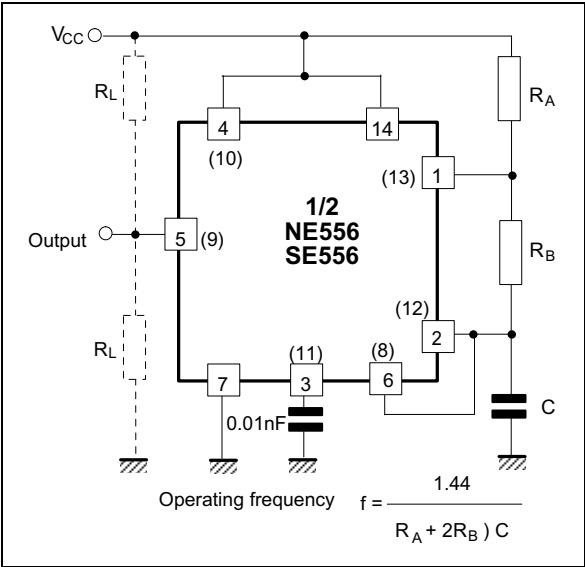 VCC
RL
RA
4
14
(10)
(13) 1
1/2
NE556
SE556
Output
5 (9)
RB
(12)
2
RL
(11)
(8)
7
3
6
0.01nF
C
Operating frequency f = 1.44
RA + 2RB ) C